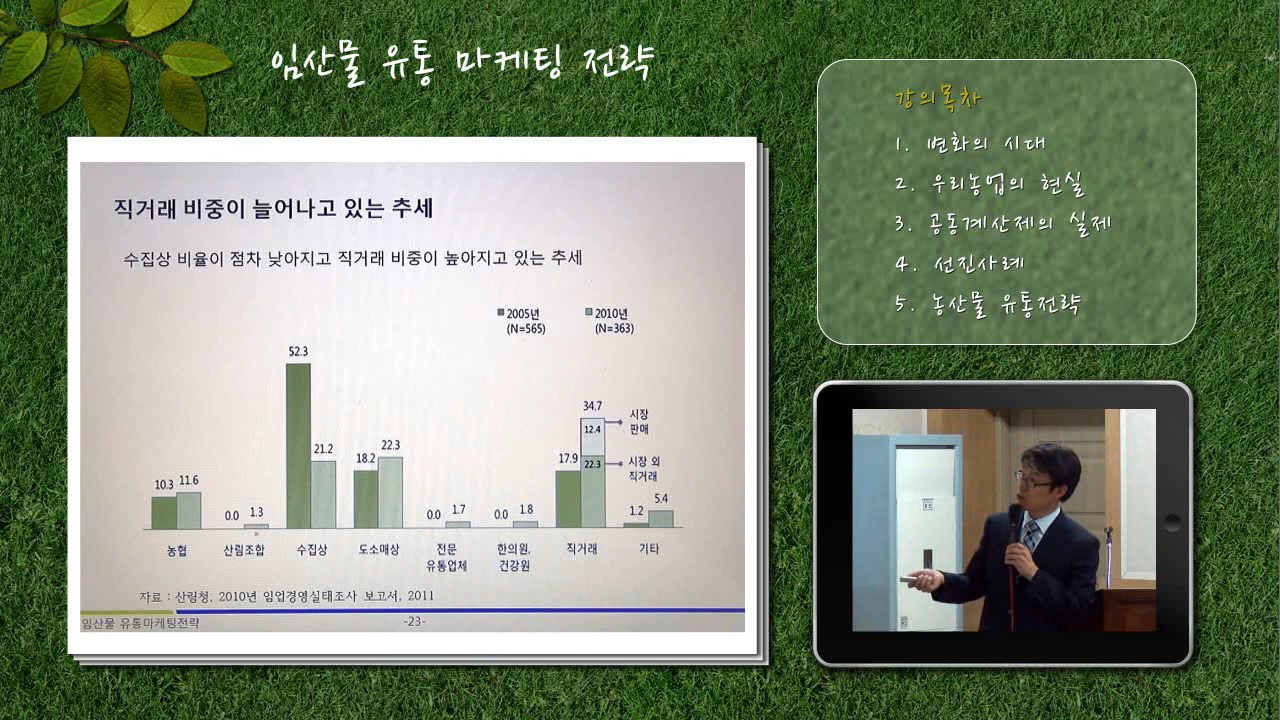 임산물 유통 마케팅 전략
강의목차
1. 변화의 시대
2. 우리농업의 현실
3. 공동계산제의 실제
4. 선진사례
5. 농산물 유통전략
직거래 비중이 늘어나고 있는 추세
수집상 비율이 점차 낮아지고 직거래 비중이 높아지고 있는 추세
2005년 2010년
(N=565) (N=363)
52.3
34.7
시장
판매
12.4
21.2
18.2
22.3
17.9
22.3
시장 외
직거래
10.3
11.6
0.0
1.3
0.0
1.7
0.0
1.8
1.2
5.4
농협 산림조합 수집상 도소매상 전문 한의원, 직거래 기타
유통업체 건강원
자료 : 산림청, 2010년 임업경영실태조사 보고서, 2011
임산물 유통마케팅전략
-23-